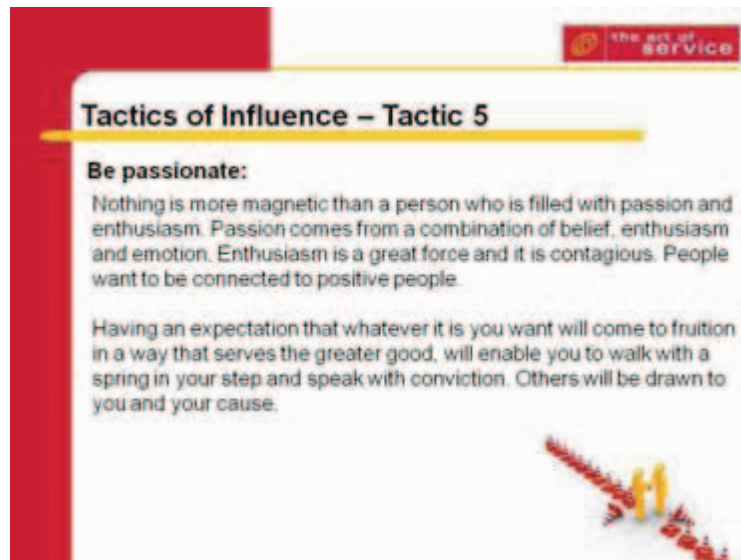 the art of
service
Tactics of Influence – Tactic 5
Be passionate:
Nothing is more magnetic than a person who is filled with passion and
enthusiasm. Passion comes from a combination of belief, enthusiasm
and emotion. Enthusiasm is a great force and it is contagious. People
want to be connected to positive people.
Having an expectation that whatever it is you want will come to fruition
in a way that serves the greater good, will enable you to walk with a
spring in your step and speak with conviction. Others will be drawn to
you and your cause.